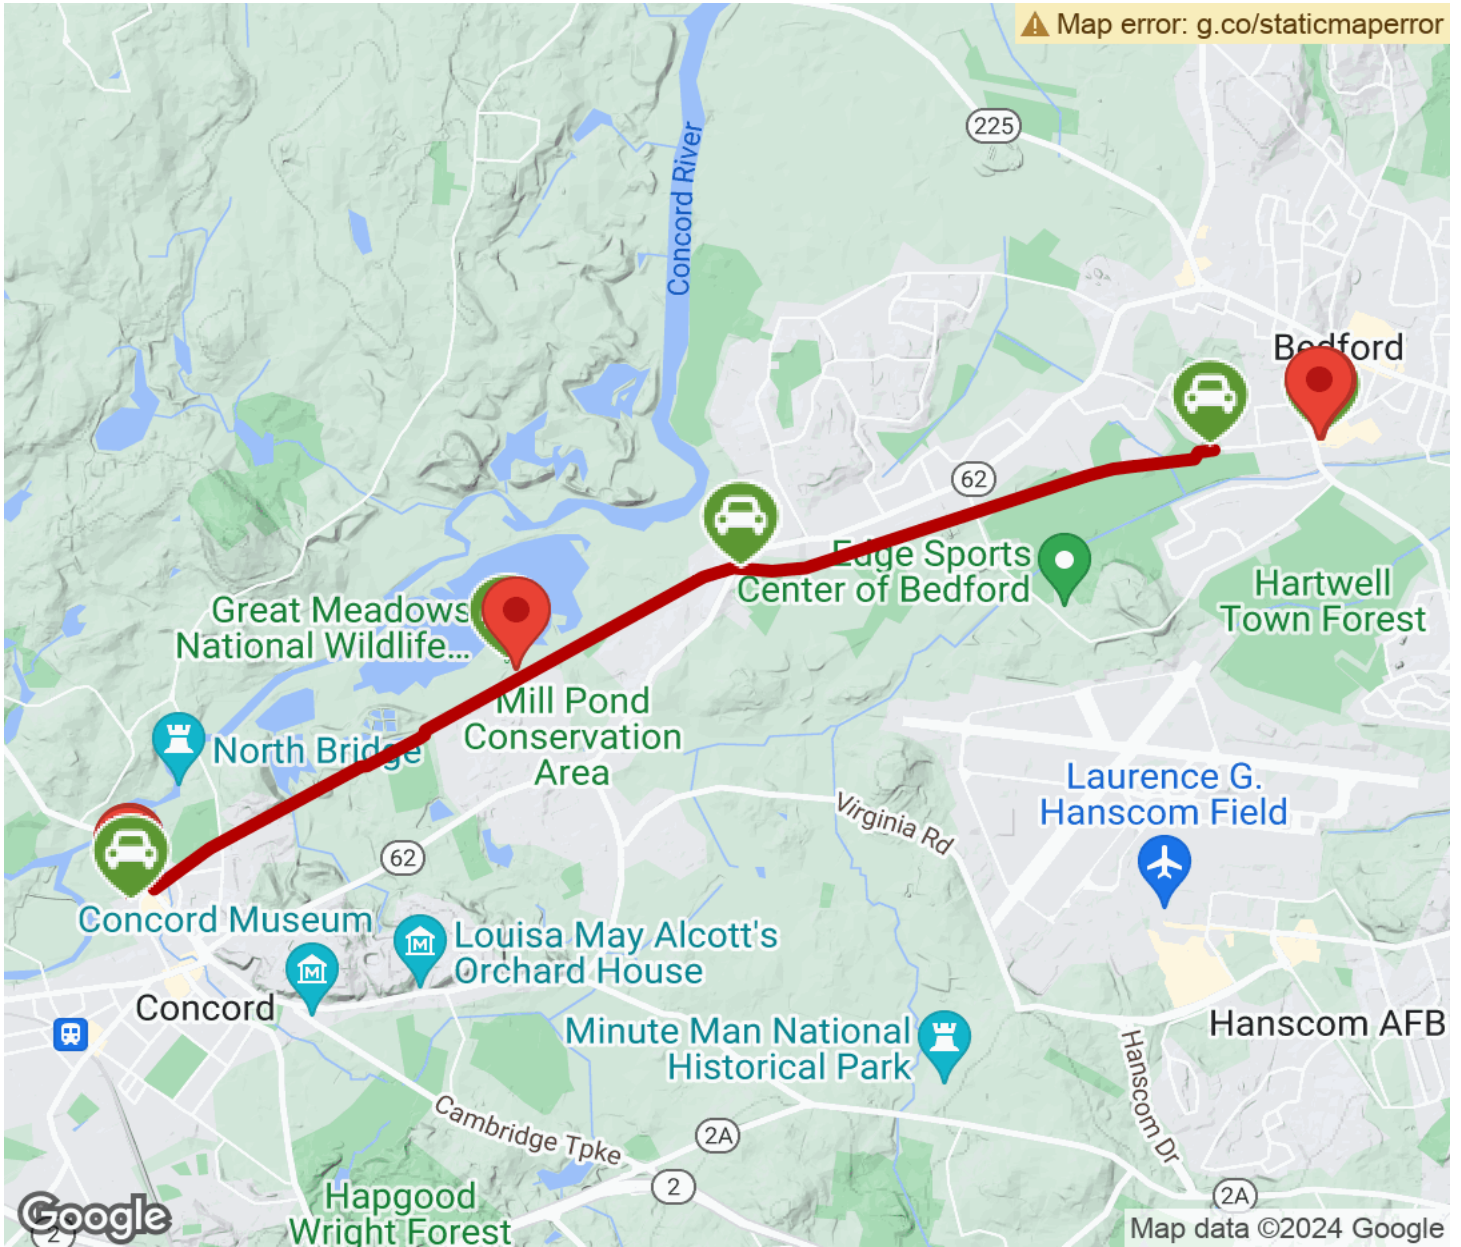 Map error: g.co/staticmaperror
225
Concord River
Bedford
62
Edge Sports
Center of Bedford
Hartwell
Town Forest
Great Meadows
National Wildlife...
Mill Pond
Conservation
Area
North Bridge
Laurence G.
Hanscom Field
Virginia Rd
62
Concord Museum
M
Louisa May Alcott's
Orchard House
M
Concord
Minute Man National
Historical Park
Hanscom AFB
Hanscom Dr
Cambridge Tpke
2A
2
2A
Hapgood
Wright Forest
Google
2
Map data ©2024 Google